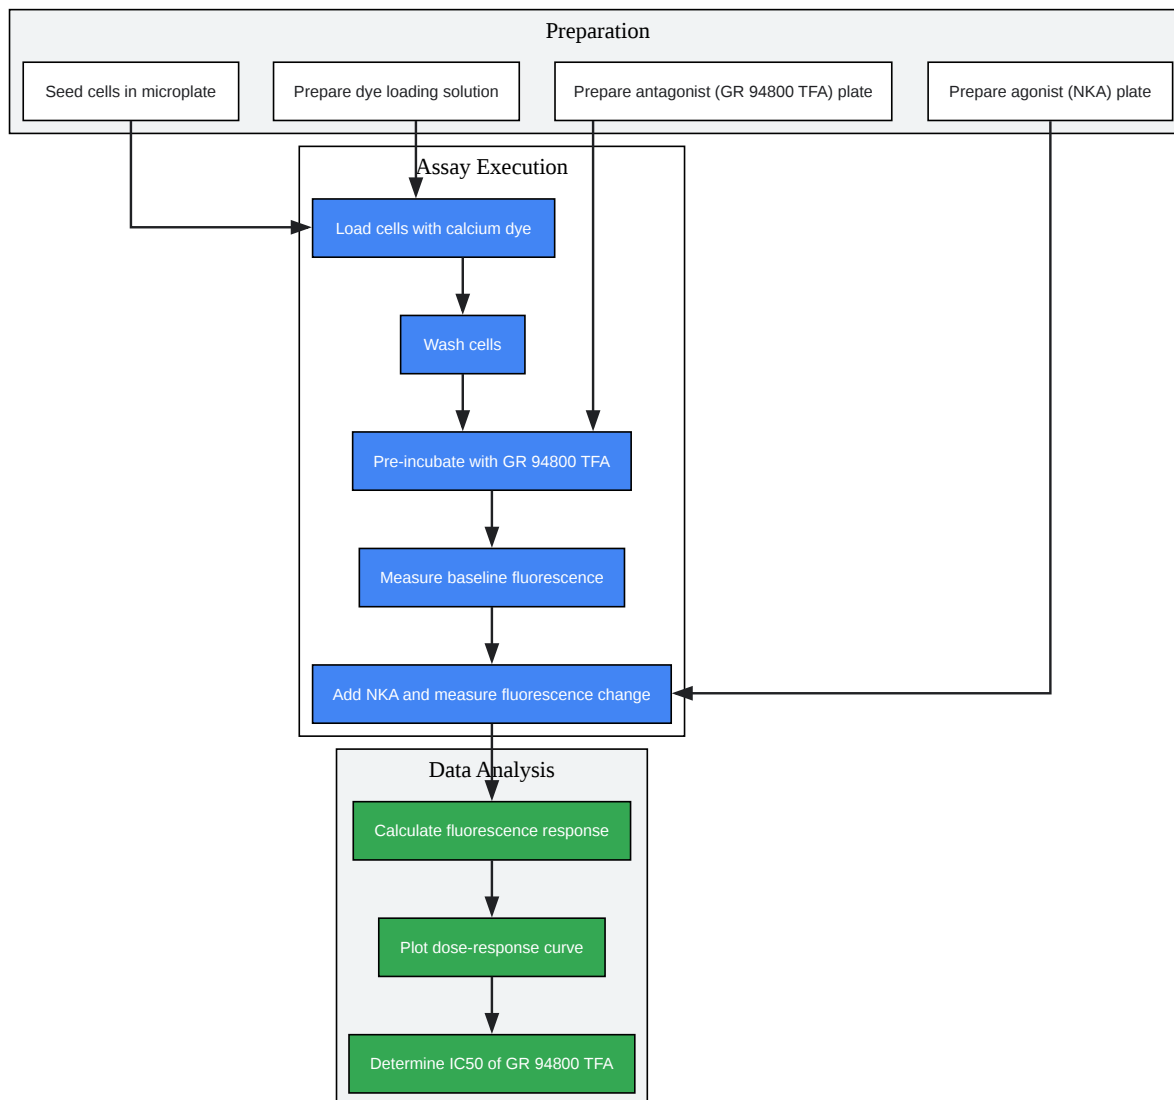 Preparation
Seed cells in microplate
Prepare dye loading solution
Prepare antagonist (GR 94800 TFA) plate
Prepare agonist (NKA) plate
Assay Execution
Load cells with calcium dye
Wash cells
Pre-incubate with GR 94800 TFA
Measure baseline fluorescence
Add NKA and measure fluorescence change
Data Analysis
Calculate fluorescence response
Plot dose-response curve
Determine IC50 of GR 94800 TFA